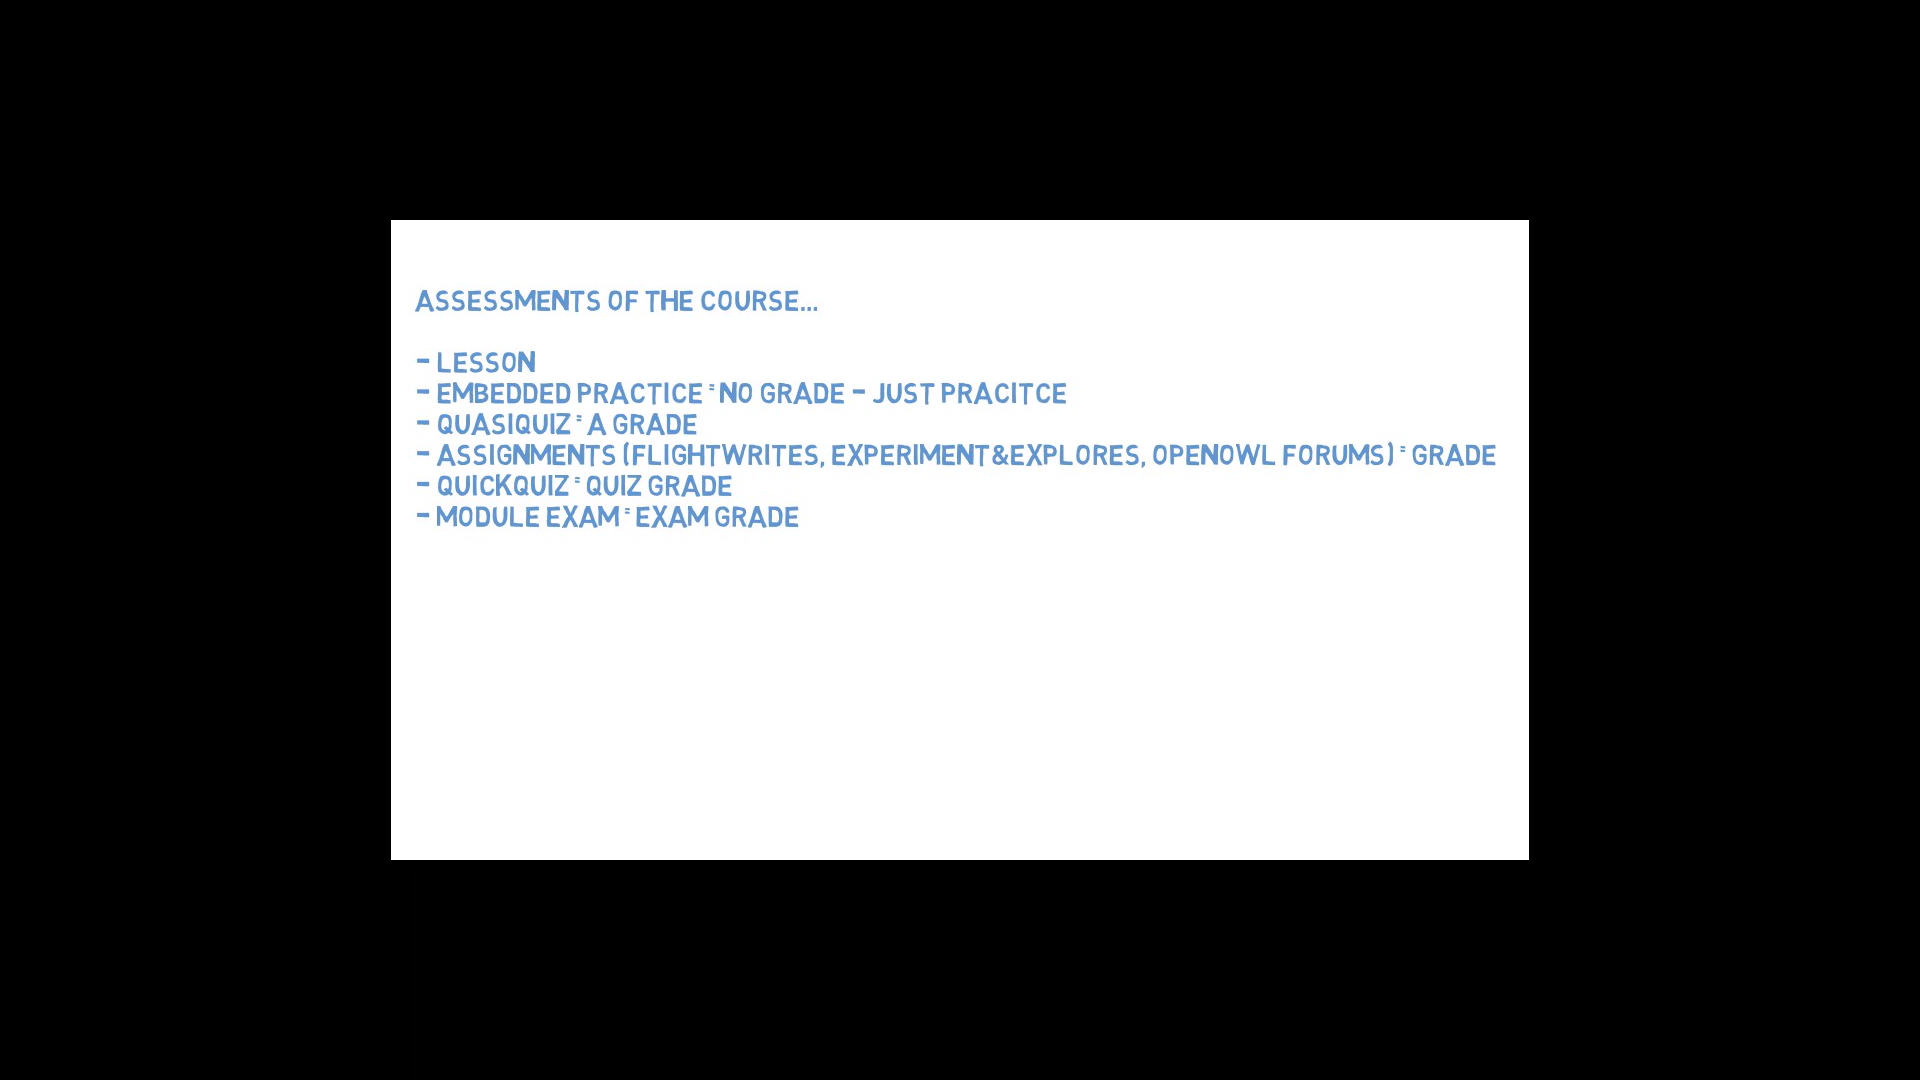 ASSESSMENTS OF THE COURSE...
- LESSON
- EMBEDDED PRACTICE = NO GRADE - JUST PRACITCE
- QUASIQUIZ = A GRADE
- ASSIGNMENTS (FLIGHTWRITES, EXPERIMENT&EXPLORES, OPENOWL FORUMS) = GRADE
- QUICKQUIZ = QUIZ GRADE
- MODULE EXAM = EXAM GRADE